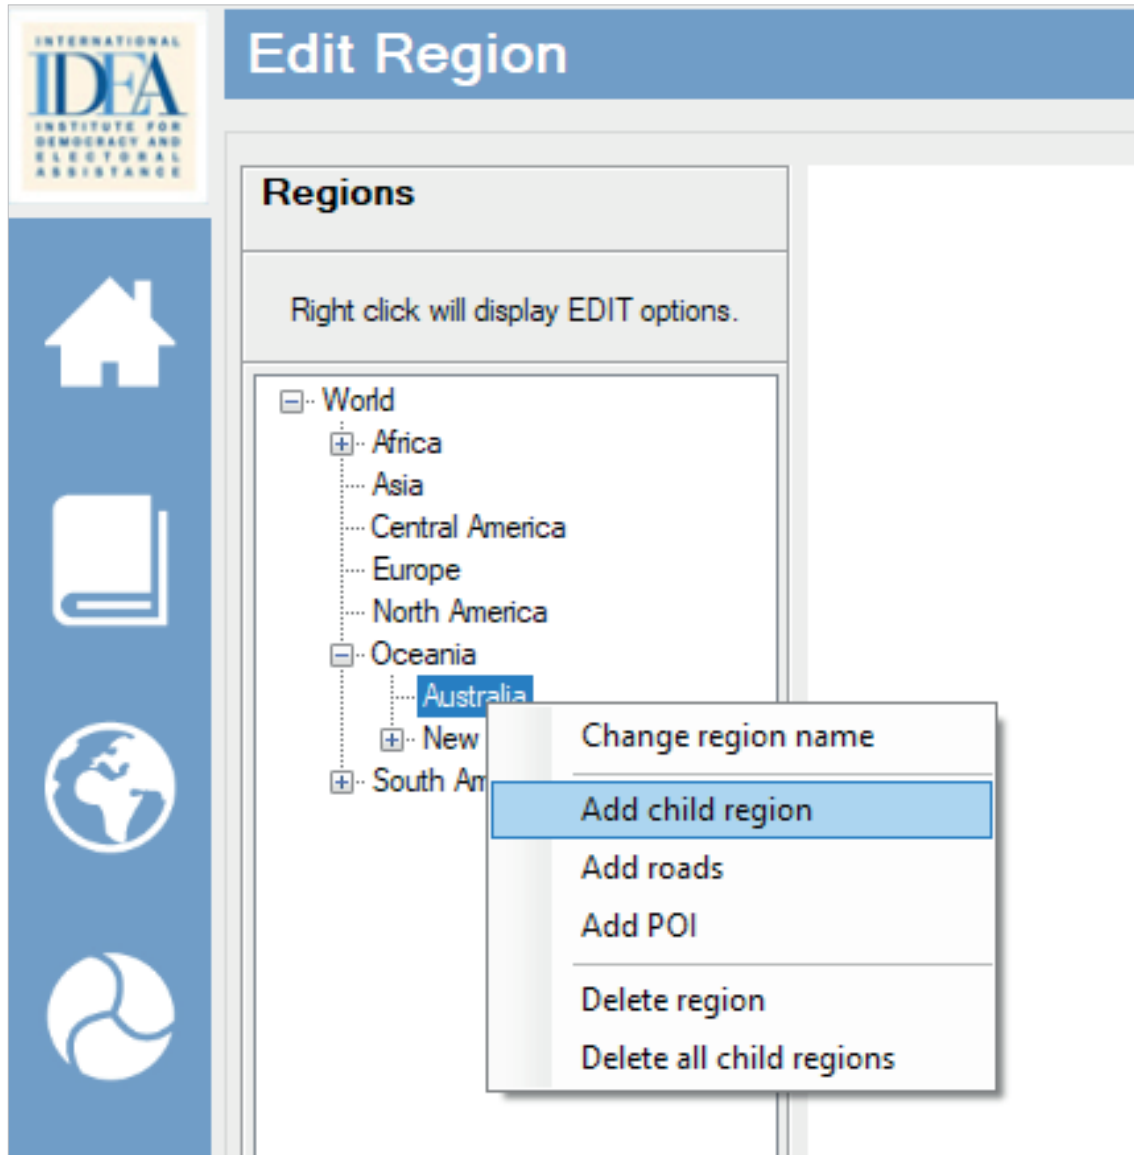 INTERNATIONAL
IDEA
INSTITUTE FOR
DEMOCRACY AND
ELECTORAL
ASSISTANCE
Edit Region
Regions
Right click will display EDIT options.
World
Africa
Asia
Central America
Europe
North America
Oceania
Australia
New
South Am
Change region name
Add child region
Add roads
Add POI
Delete region
Delete all child regions